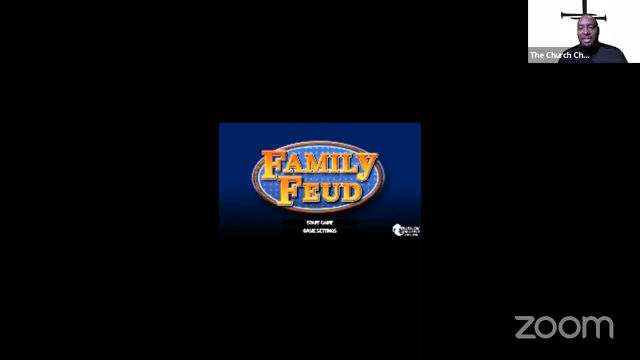 The Church Ch...
FAMILY
FEUD
START GAME
GAME SETTINGS
zoom